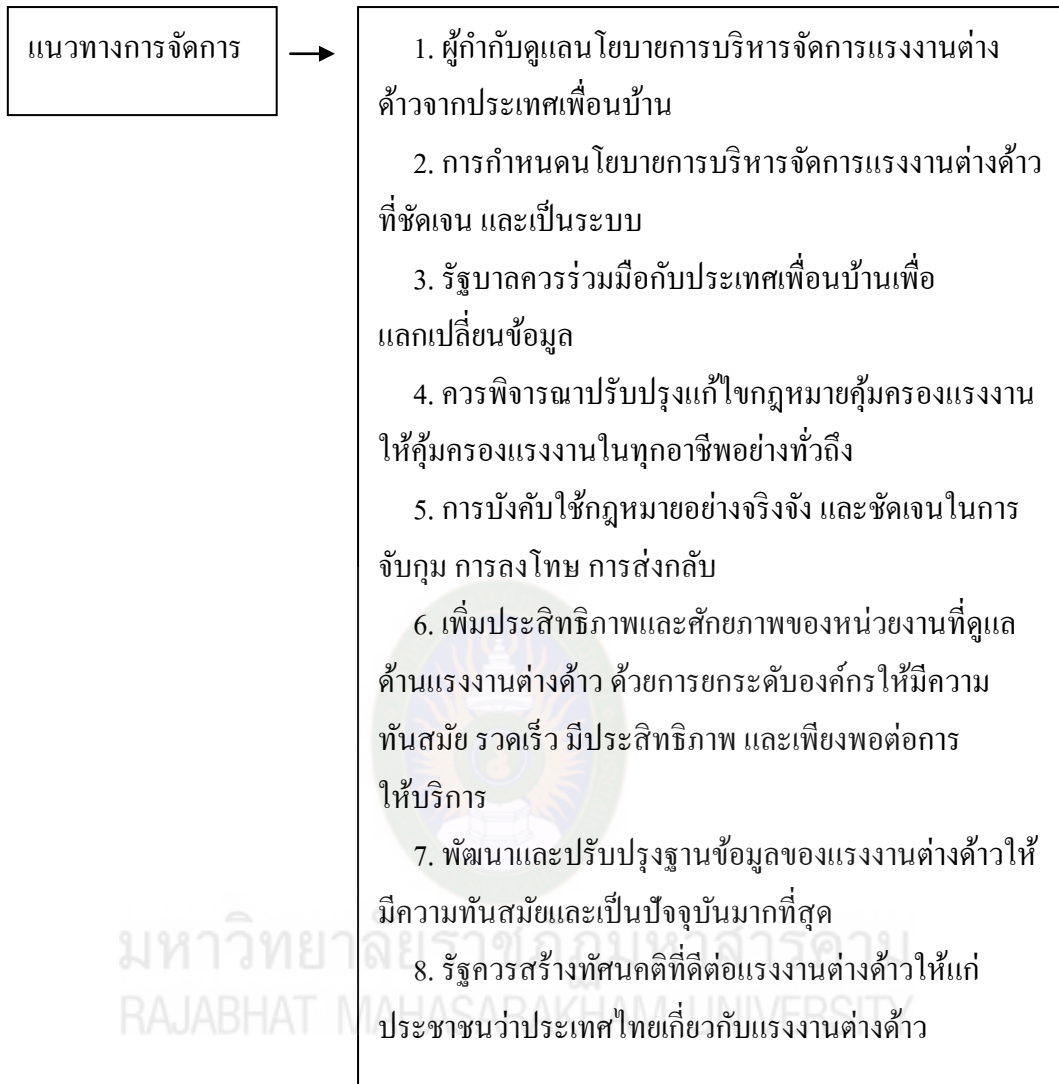 แนวทางการจัดการ
1. ผู้กำกับดูแลนโยบายการบริหารจัดการแรงงานต่าง
ด้าวจากประเทศเพื่อนบ้าน
2. การกำหนดนโยบายการบริหารจัดการแรงงานต่างด้าว
ที่ชัดเจน และเป็นระบบ
3. รัฐบาลควรร่วมมือกับประเทศเพื่อนบ้านเพื่อ
แลกเปลี่ยนข้อมูล
4. ควรพิจารณาปรับปรุงแก้ไขกฎหมายคุ้มครองแรงงาน
ให้คุ้มครองแรงงานในทุกอาชีพอย่างทั่วถึง
5. การบังคับใช้กฎหมายอย่างจริงจัง และชัดเจนในการ
จับกุม การลงโทษ การส่งกลับ
6. เพิ่มประสิทธิภาพและศักยภาพของหน่วยงานที่ดูแล
ด้านแรงงานต่างด้าว ด้วยการยกระดับองค์กรให้มีความ
ทันสมัย รวดเร็ว มีประสิทธิภาพ และเพียงพอต่อการ
ให้บริการ
7. พัฒนาและปรับปรุงฐานข้อมูลของแรงงานต่างด้าวให้
มีความทันสมัยและเป็นปัจจุบันมากที่สุด
8. รัฐควรสร้างทัศนคติที่ดีต่อแรงงานต่างด้าวให้แก่
ประชาชนว่าประเทศไทยเกี่ยวกับแรงงานต่างด้าว
มหาวิทยาลัยราชภัฏมหาสารคาม
RAJABHAT MAHASARAKHAM UNIVERSITY